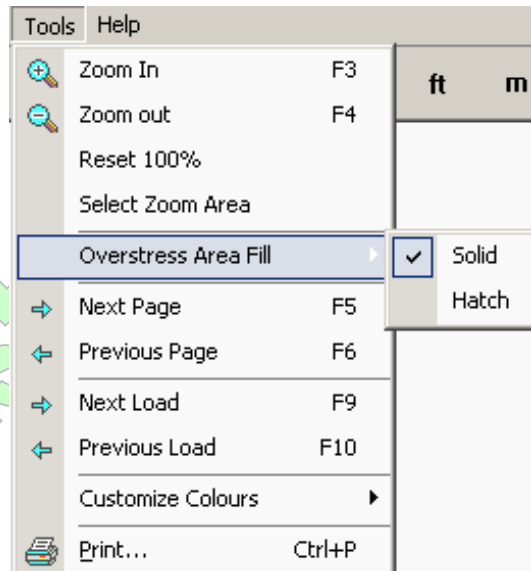 Tools Help
Zoom In F3
ft m
Zoom out F4
Reset 100%
Select Zoom Area
Overstress Area Fill
Solid
Hatch
Next Page F5
Previous Page F6
Next Load F9
Previous Load F10
Customize Colours
Print... Ctrl+P